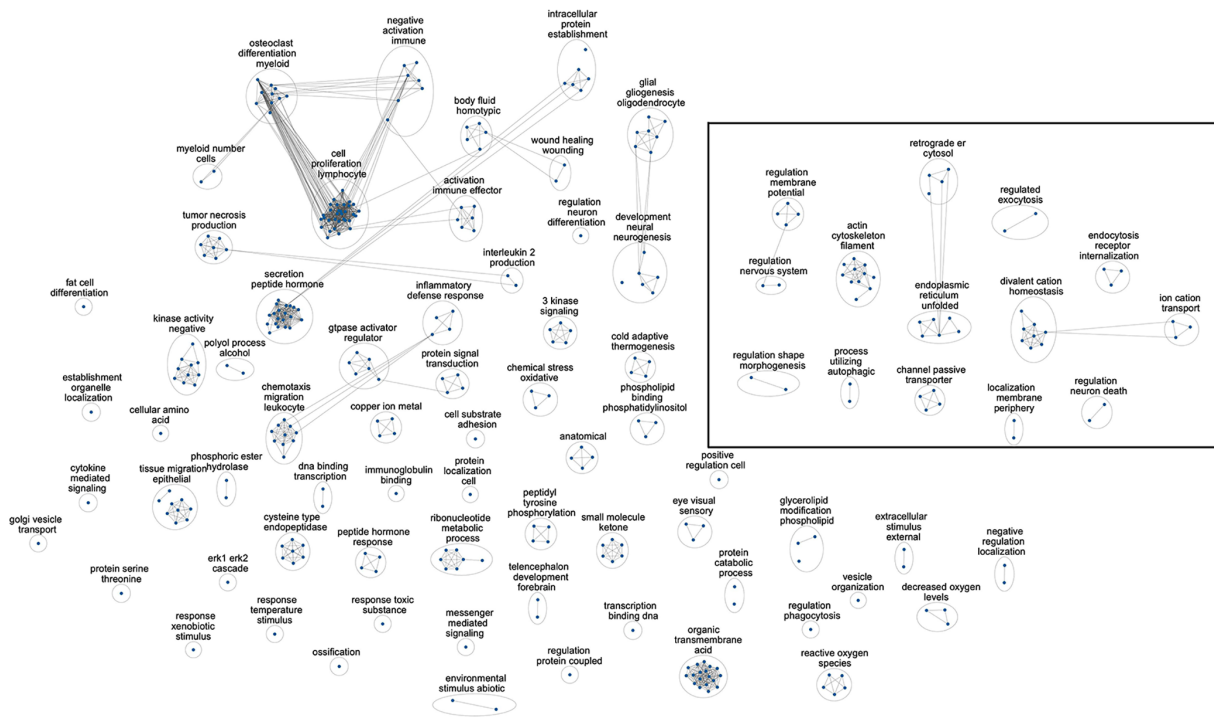 osteoclast
differentiation
myeloid
negative
activation
immune
intracellular
protein
establishment
glial
gliogenesis
oligodendrocyte
body fluid
homotypic
wound healing
wounding
myeloid number
cells
cell
proliferation
lymphocyte
activation
immune effector
regulation
neuron
differentiation
tumor necrosis
production
development
neural
neurogenesis
interleukin 2
production
fat cell
differentiation
secretion
peptide hormone
inflammatory
defense response
kinase activity
negative
polyol process
alcohol
gtpase activator
regulator
3 kinase
signaling
protein signal
transduction
cold adaptive
thermogenesis
chemical stress
oxidative
phospholipid
binding
phosphatidylinositol
establishment
organelle
localization
cellular amino
acid
chemotaxis
migration
leukocyte
copper ion metal
cell substrate
adhesion
anatomical
retrograde er
cytosol
regulation
membrane
potential
regulated
exocytosis
actin
cytoskeleton
filament
endocytosis
receptor
internalization
regulation
nervous system
endoplasmic
reticulum
unfolded
divalent cation
homeostasis
ion cation
transport
regulation shape
morphogenesis
process
utilizing
autophagic
channel passive
transporter
localization
membrane
periphery
regulation
neuron death
cytokine
mediated
signaling
tissue migration
epithelial
phosphoric ester
hydrolase
dna binding
transcription
immunoglobulin
binding
protein
localization
cell
positive
regulation cell
golgi vesicle
transport
cysteine type
endopeptidase
peptide hormone
response
ribonucleotide
metabolic
process
peptidyl
tyrosine
phosphorylation
small molecule
ketone
eye visual
sensory
glycerolipid
modification
phospholipid
extracellular
stimulus
external
negative
regulation
localization
protein serine
threonine
erk1 erk2
cascade
telencephalon
development
forebrain
protein
catabolic
process
vesicle
organization
decreased oxygen
levels
response
xenobiotic
stimulus
response
temperature
stimulus
response toxic
substance
messenger
mediated
signaling
transcription
binding dna
regulation
phagocytosis
ossification
regulation
protein coupled
organic
transmembrane
acid
reactive oxygen
species
environmental
stimulus abiotic